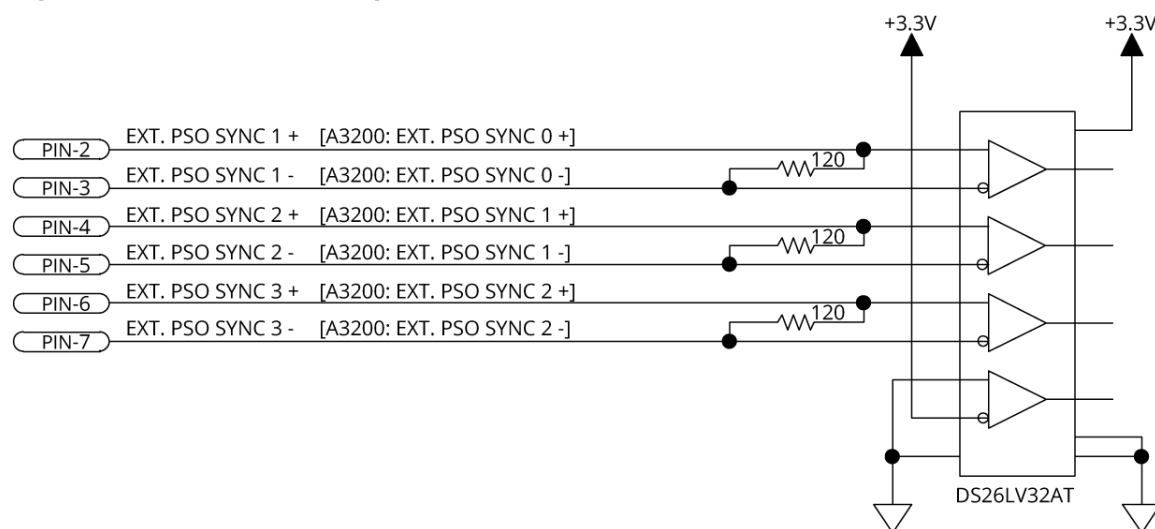 +3.3V +3.3V
EXT. PSO SYNC 1 + [A3200: EXT. PSO SYNC 0 +]
PIN-2
120
EXT. PSO SYNC 1 - [A3200: EXT. PSO SYNC 0 -]
PIN-3
EXT. PSO SYNC 2 + [A3200: EXT. PSO SYNC 1 +]
PIN-4
120
EXT. PSO SYNC 2 - [A3200: EXT. PSO SYNC 1 -]
PIN-5
EXT. PSO SYNC 3 + [A3200: EXT. PSO SYNC 2 +]
PIN-6
120
EXT. PSO SYNC 3 - [A3200: EXT. PSO SYNC 2 -]
PIN-7
DS26LV32AT